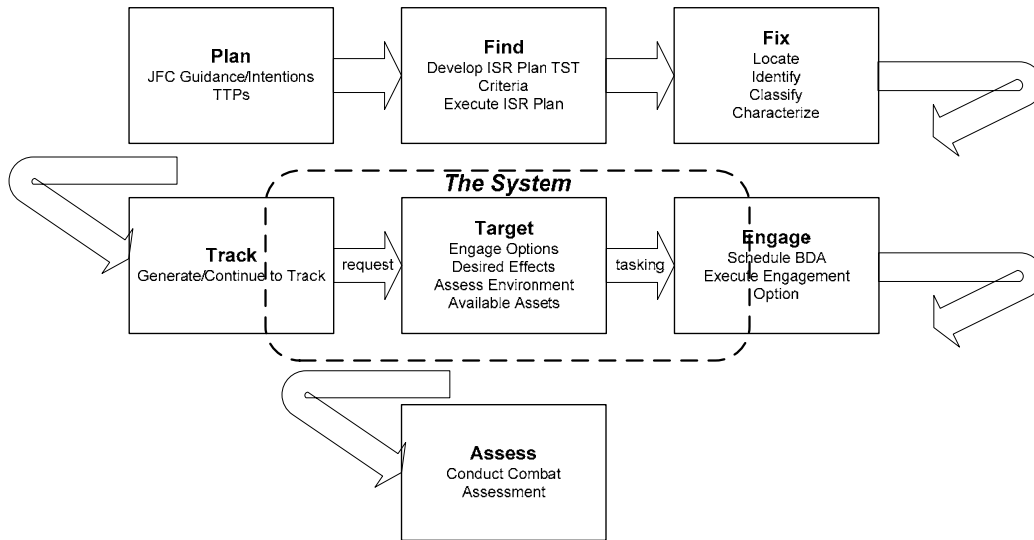 Plan
JFC Guidance/Intentions
TTPs
Find
Develop ISR Plan TST
Criteria
Execute ISR Plan
Fix
Locate
Identify
Classify
Characterize
The System
Track
Generate/Continue to Track
request
Target
Engage Options
Desired Effects
Assess Environment
Available Assets
tasking
Engage
Schedule BDA
Execute Engagement
Option
Assess
Conduct Combat
Assessment